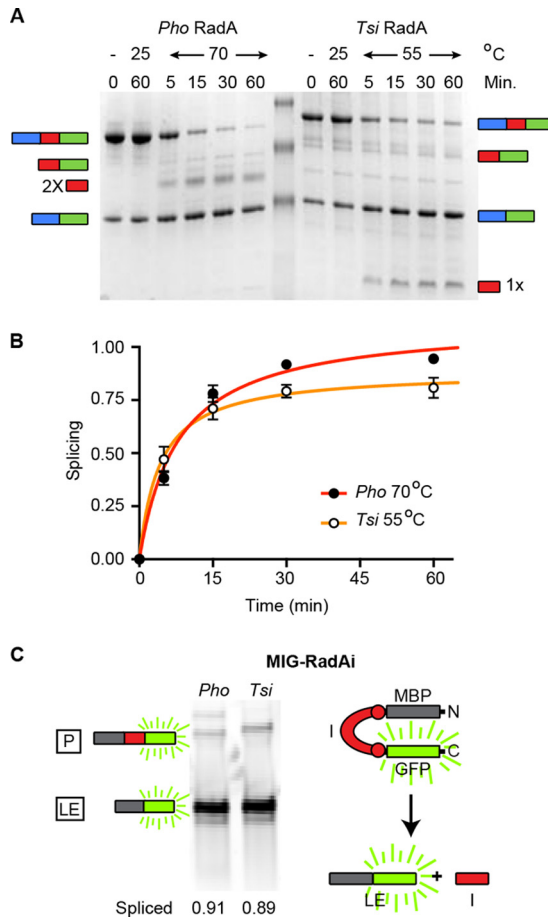 A
Pho RadA Tsi RadA
- 25 70 - 25 55 °C
0 60 5 15 30 60 0 60 5 15 30 60 Min.
2X
1x
B
1.00
0.75
0.50
0.25
0.00
Splicing
Pho 70°C
Tsi 55°C
0 15 30 45 60
Time (min)
C
MIG-RadAi
Pho Tsi
P
LE
Spliced 0.91 0.89
MBP
N
I
C
GFP
+
LE I